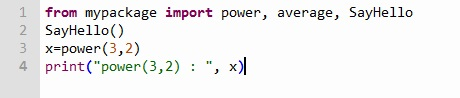 1 from mypackage import power, average, SayHello
2 SayHello()
3 x=power(3,2)
4 print("power(3,2) : ", x)